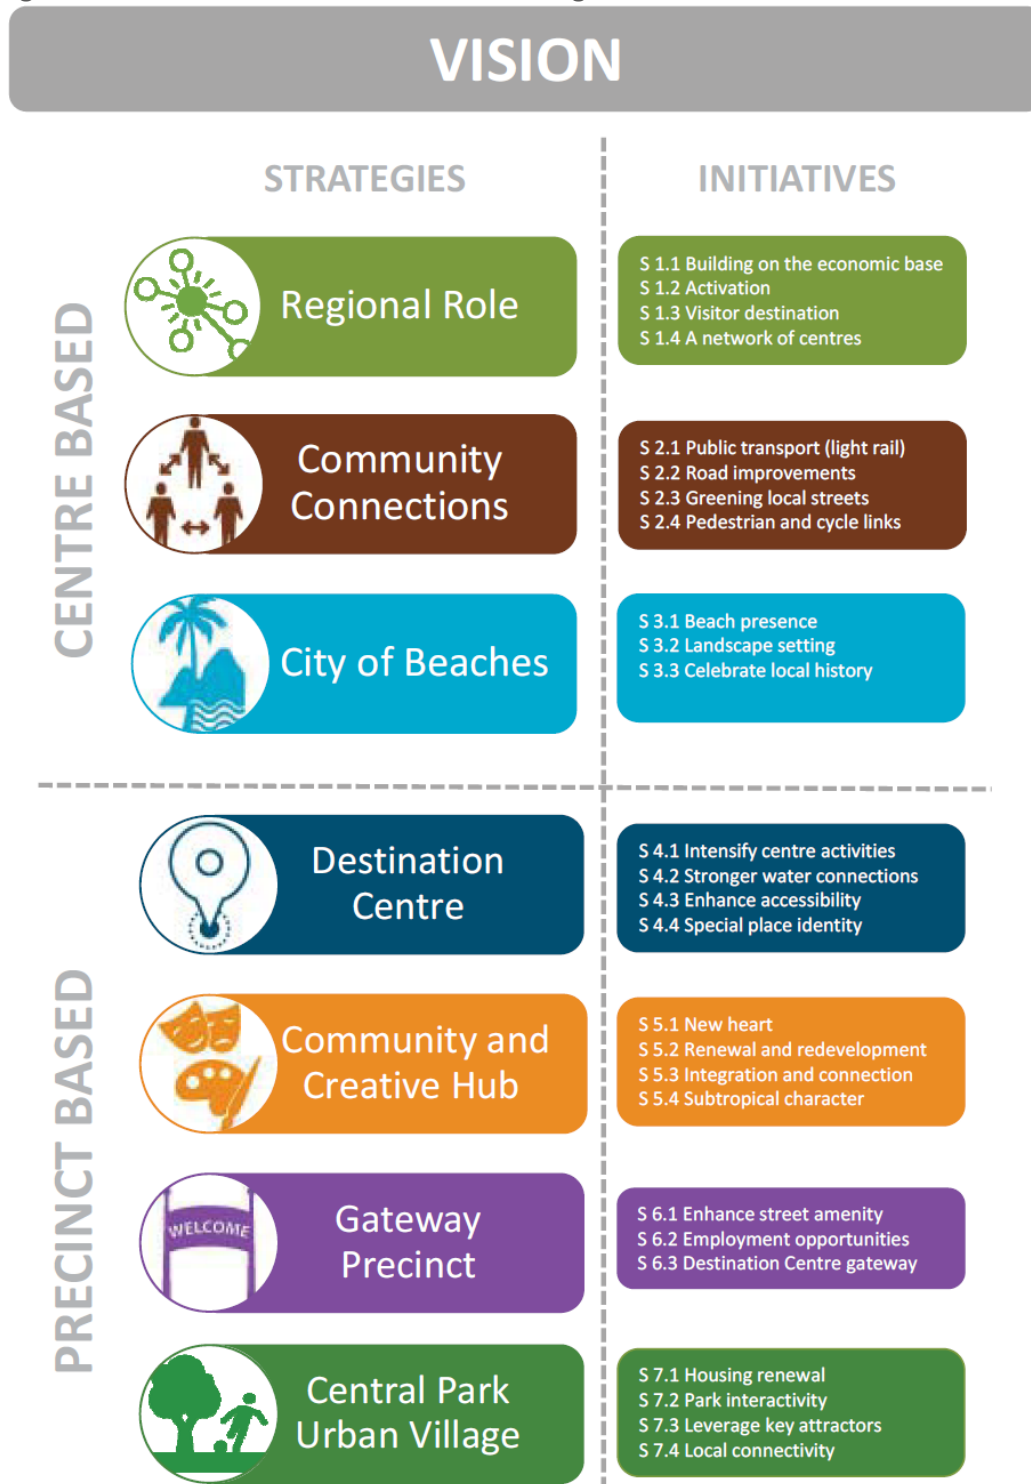 VISION
STRATEGIES
INITIATIVES
CENTRE BASED
Regional Role
S 1.1 Building on the economic base
S 1.2 Activation
S 1.3 Visitor destination
S 1.4 A network of centres
Community
Connections
S 2.1 Public transport (light rail)
S 2.2 Road improvements
S 2.3 Greening local streets
S 2.4 Pedestrian and cycle links
City of Beaches
S 3.1 Beach presence
S 3.2 Landscape setting
S 3.3 Celebrate local history
PRECINCT BASED
Destination
Centre
S 4.1 Intensify centre activities
S 4.2 Stronger water connections
S 4.3 Enhance accessibility
S 4.4 Special place identity
Community and
Creative Hub
S 5.1 New heart
S 5.2 Renewal and redevelopment
S 5.3 Integration and connection
S 5.4 Subtropical character
WELCOME
Gateway
Precinct
S 6.1 Enhance street amenity
S 6.2 Employment opportunities
S 6.3 Destination Centre gateway
Central Park
Urban Village
S 7.1 Housing renewal
S 7.2 Park interactivity
S 7.3 Leverage key attractors
S 7.4 Local connectivity